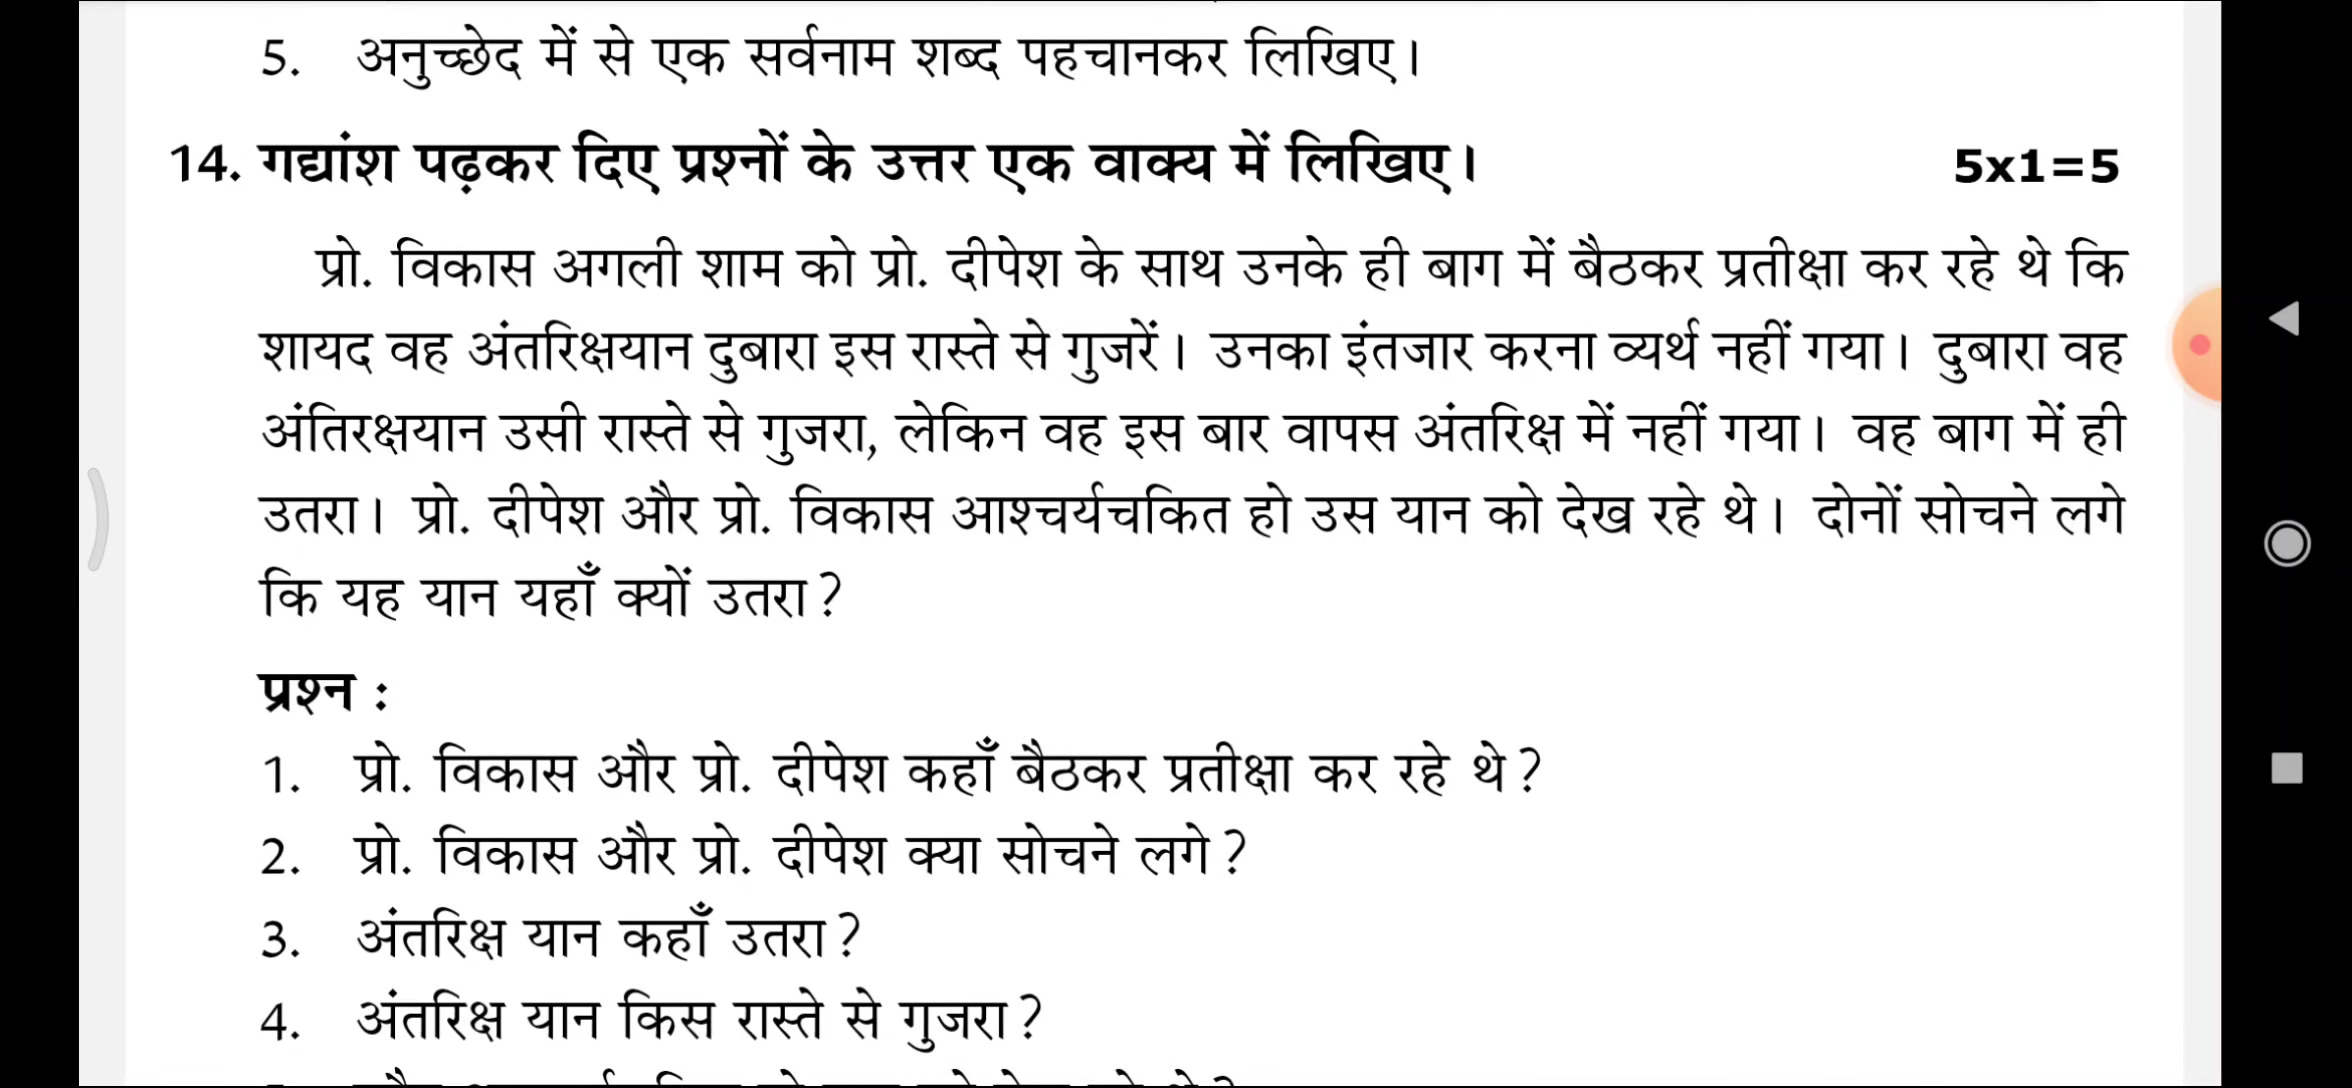 5. अनुच्छेद में से एक सर्वनाम शब्द पहचानकर लिखिए।
14. गद्यांश पढ़कर दिए प्रश्नों के उत्तर एक वाक्य में लिखिए। 5x1=5
प्रो. विकास अगली शाम को प्रो. दीपेश के साथ उनके ही बाग में बैठकर प्रतीक्षा कर रहे थे कि
शायद वह अंतरिक्षयान दुबारा इस रास्ते से गुजरें। उनका इंतजार करना व्यर्थ नहीं गया। दुबारा वह
अंतिरक्षयान उसी रास्ते से गुजरा, लेकिन वह इस बार वापस अंतरिक्ष में नहीं गया। वह बाग में ही
उतरा। प्रो. दीपेश और प्रो. विकास आश्चर्यचकित हो उस यान को देख रहे थे। दोनों सोचने लगे
कि यह यान यहाँ क्यों उतरा?
प्रश्न :
1. प्रो. विकास और प्रो. दीपेश कहाँ बैठकर प्रतीक्षा कर रहे थे?
2. प्रो. विकास और प्रो. दीपेश क्या सोचने लगे?
3. अंतरिक्ष यान कहाँ उतरा?
4. अंतरिक्ष यान किस रास्ते से गुजरा?